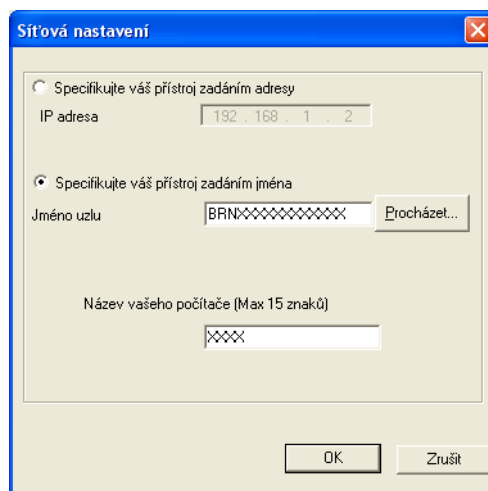 Síťová nastavení
Specifikujte váš přístroj zadáním adresy
IP adresa 192 . 168 . 1 . 2
Specifikujte váš přístroj zadáním jména
Jméno uzlu BRNXXXXXXXXXXXX Procházet...
Název vašeho počítače (Max 15 znaků)
XXXX
OK Zrušit